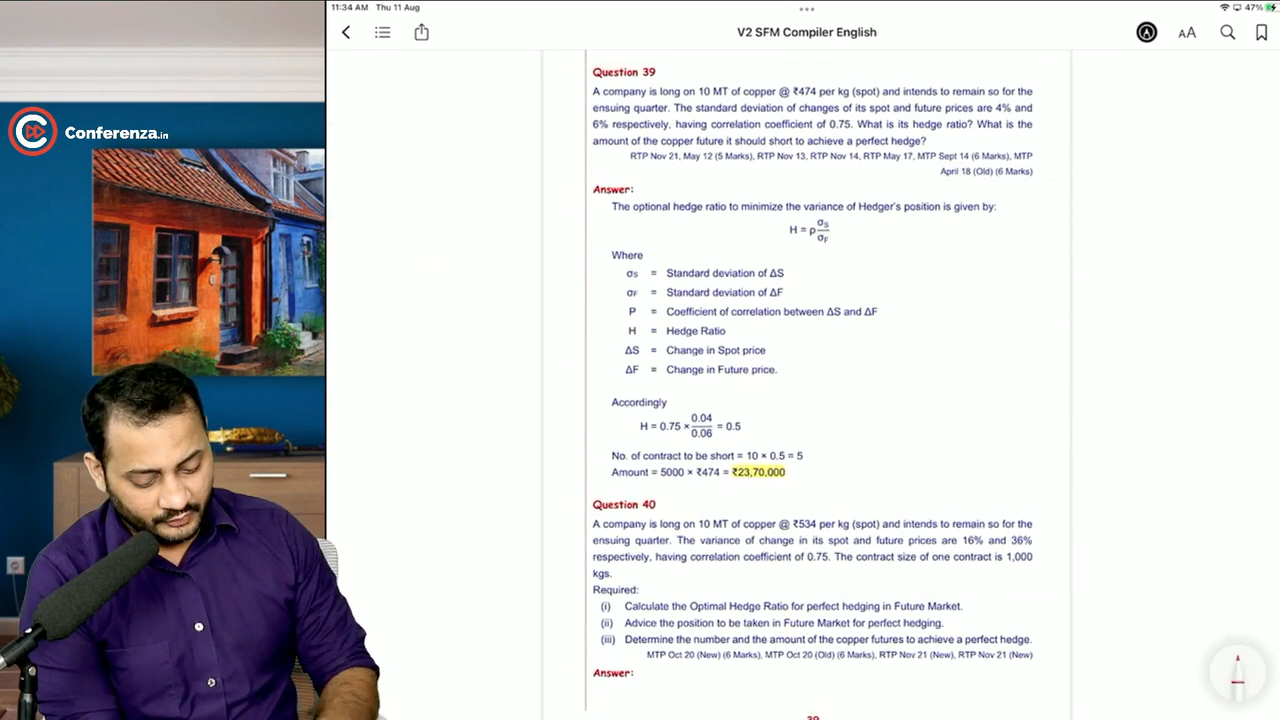 11:34 AM Thu 11 Aug
47%
V2 SFM Compiler English
AA
Conferenza.in
Question 39
A company is long on 10 MT of copper @ ₹474 per kg (spot) and intends to remain so for the
ensuing quarter. The standard deviation of changes of its spot and future prices are 4% and
6% respectively, having correlation coefficient of 0.75. What is its hedge ratio? What is the
amount of the copper future it should short to achieve a perfect hedge?
RTP Nov 21, May 12 (5 Marks), RTP Nov 13, RTP Nov 14, RTP May 17, MTP Sept 14 (6 Marks), MTP
April 18 (Old) (6 Marks)
Answer:
The optional hedge ratio to minimize the variance of Hedger's position is given by:
H = ρ σS/σF
Where
σS = Standard deviation of ΔS
σF = Standard deviation of ΔF
P = Coefficient of correlation between ΔS and ΔF
H = Hedge Ratio
ΔS = Change in Spot price
ΔF = Change in Future price.
Accordingly
H = 0.75 × 0.04/0.06 = 0.5
No. of contract to be short = 10 × 0.5 = 5
Amount = 5000 × ₹474 = ₹23,70,000
Question 40
A company is long on 10 MT of copper @ ₹534 per kg (spot) and intends to remain so for the
ensuing quarter. The variance of change in its spot and future prices are 16% and 36%
respectively, having correlation coefficient of 0.75. The contract size of one contract is 1,000
kgs.
Required:
(i) Calculate the Optimal Hedge Ratio for perfect hedging in Future Market.
(ii) Advice the position to be taken in Future Market for perfect hedging.
(iii) Determine the number and the amount of the copper futures to achieve a perfect hedge.
MTP Oct 20 (New) (6 Marks), MTP Oct 20 (Old) (6 Marks), RTP Nov 21 (New), RTP Nov 21 (New)
Answer: